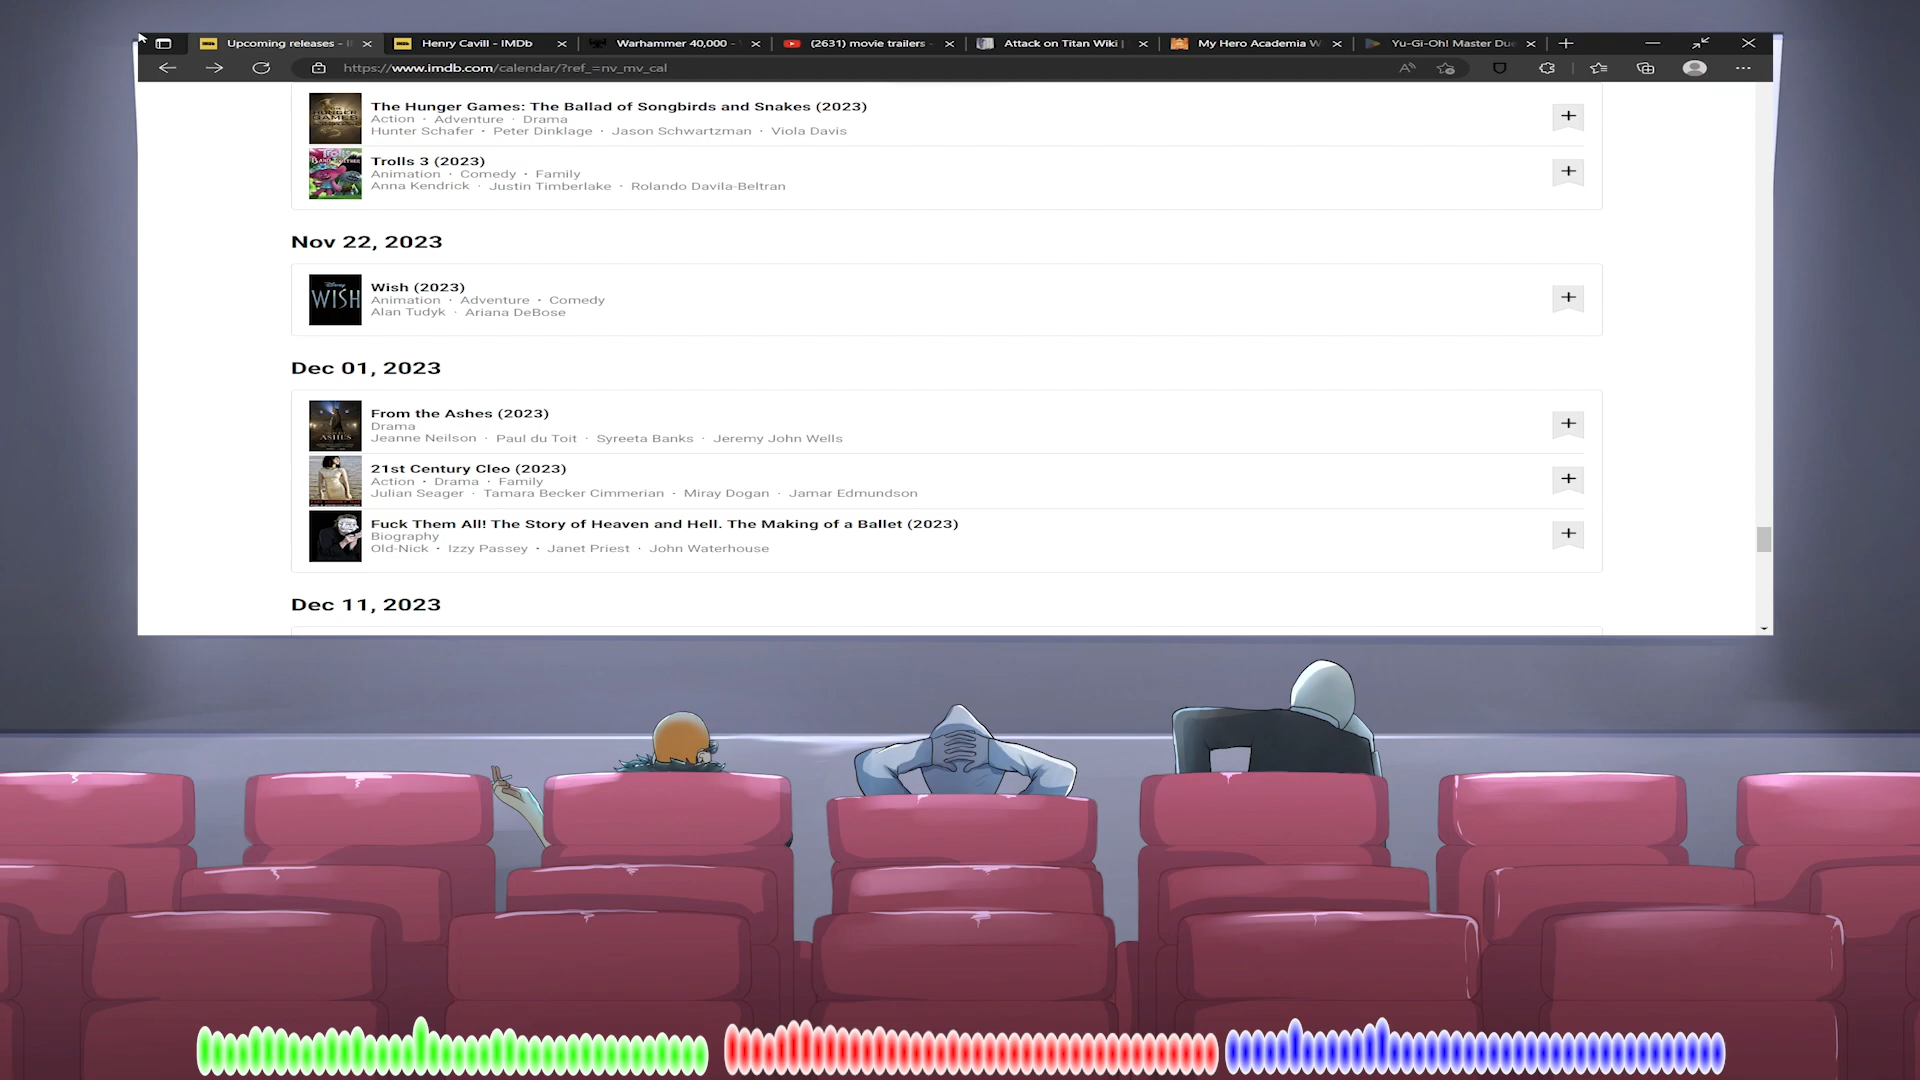 Upcoming releases - I
Henry Cavill - IMDb
Warhammer 40,000 -
(2631) movie trailers -
Attack on Titan Wiki |
My Hero Academia W
Yu-Gi-Oh! Master Due
https://www.imdb.com/calendar/?ref_=nv_mv_cal
The Hunger Games: The Ballad of Songbirds and Snakes (2023)
Action · Adventure · Drama
Hunter Schafer · Peter Dinklage · Jason Schwartzman · Viola Davis
Trolls 3 (2023)
Animation · Comedy · Family
Anna Kendrick · Justin Timberlake · Rolando Davila-Beltran
Nov 22, 2023
WISH
Wish (2023)
Animation · Adventure · Comedy
Alan Tudyk · Ariana DeBose
Dec 01, 2023
ASHES
From the Ashes (2023)
Drama
Jeanne Neilson · Paul du Toit · Syreeta Banks · Jeremy John Wells
21st Century Cleo (2023)
Action · Drama · Family
Julian Seager · Tamara Becker Cimmerian · Miray Dogan · Jamar Edmundson
Fuck Them All! The Story of Heaven and Hell. The Making of a Ballet (2023)
Biography
Old-Nick · Izzy Passey · Janet Priest · John Waterhouse
Dec 11, 2023